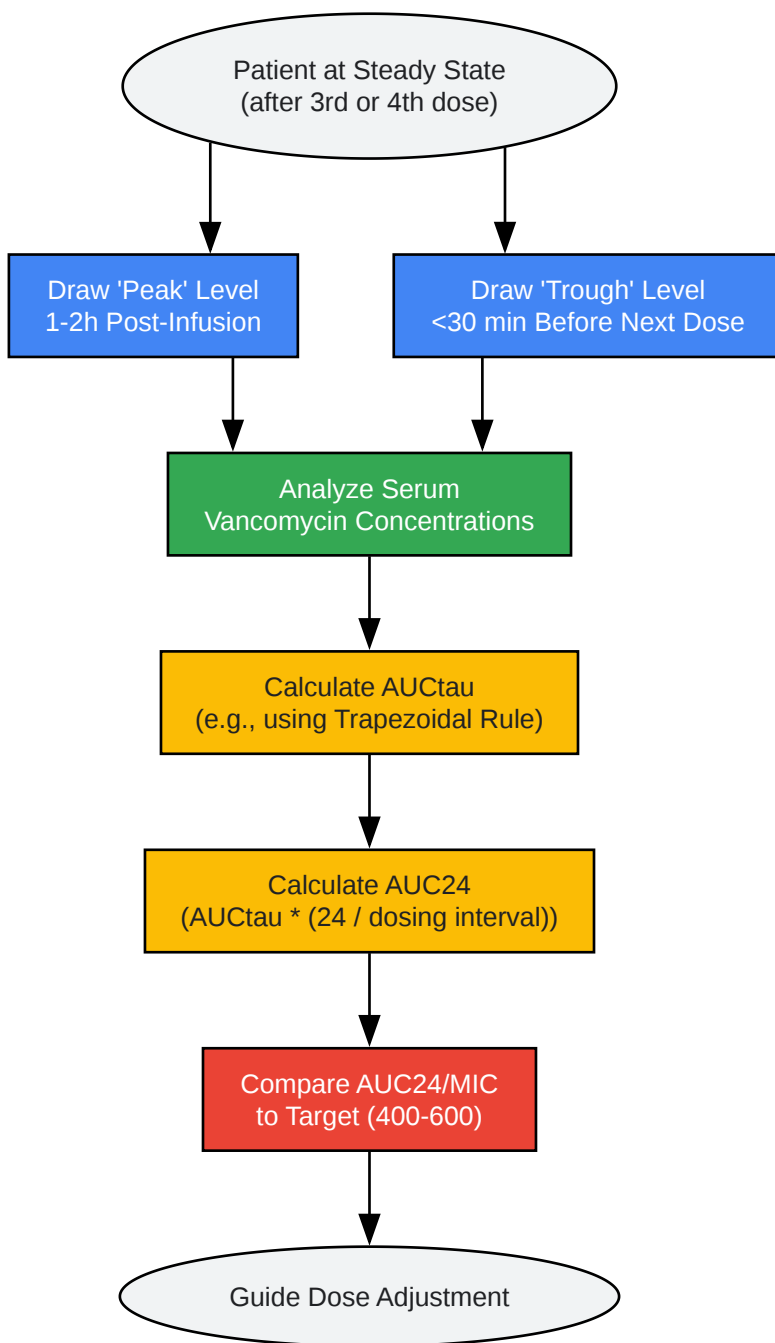 Patient at Steady State
(after 3rd or 4th dose)
Draw 'Peak' Level
1-2h Post-Infusion
Draw 'Trough' Level
<30 min Before Next Dose
Analyze Serum
Vancomycin Concentrations
Calculate AUCtau
(e.g., using Trapezoidal Rule)
Calculate AUC24
(AUCtau * (24 / dosing interval))
Compare AUC24/MIC
to Target (400-600)
Guide Dose Adjustment